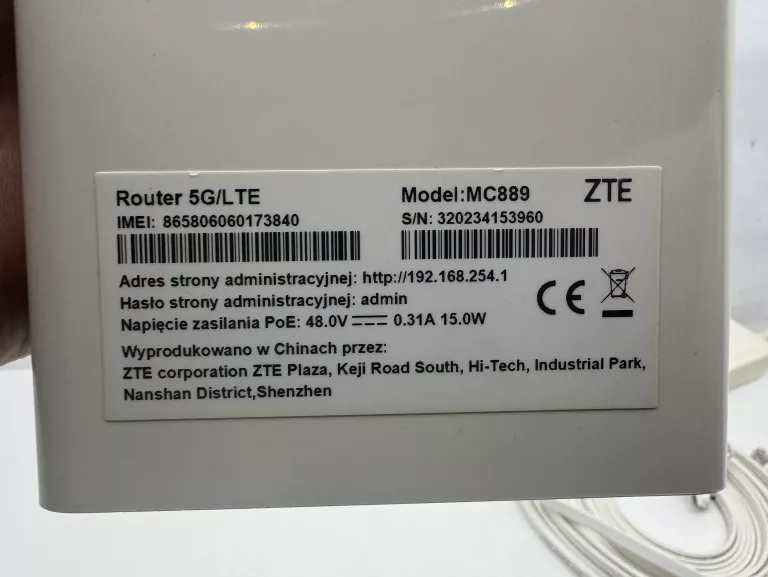 Router 5G/LTE Model:MC889 ZTE
IMEI: 865806060173840 S/N: 320234153960
Adres strony administracyjnej: http://192.168.254.1
Hasło strony administracyjnej: admin
Napięcie zasilania PoE: 48.0V 0.31A 15.0W
CE
Wyprodukowano w Chinach przez:
ZTE corporation ZTE Plaza, Keji Road South, Hi-Tech, Industrial Park,
Nanshan District,Shenzhen